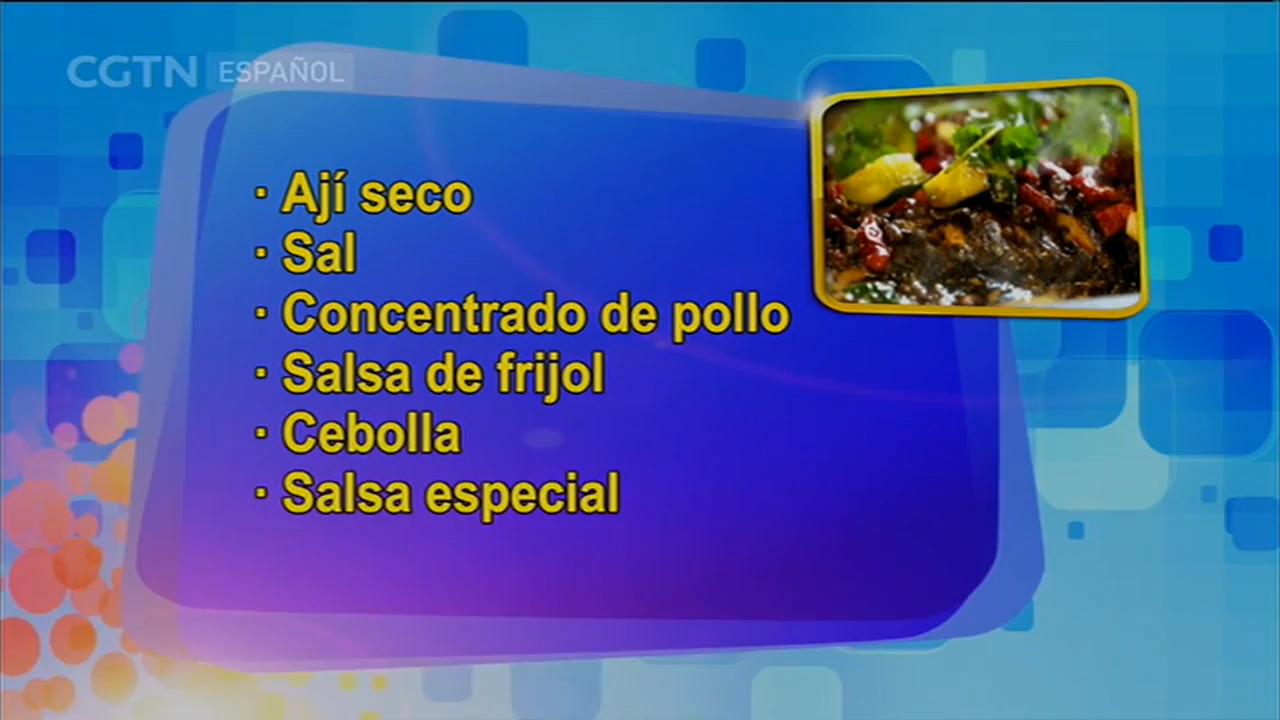 CGTN ESPAÑOL
· Ají seco
· Sal
· Concentrado de pollo
· Salsa de frijol
· Cebolla
· Salsa especial